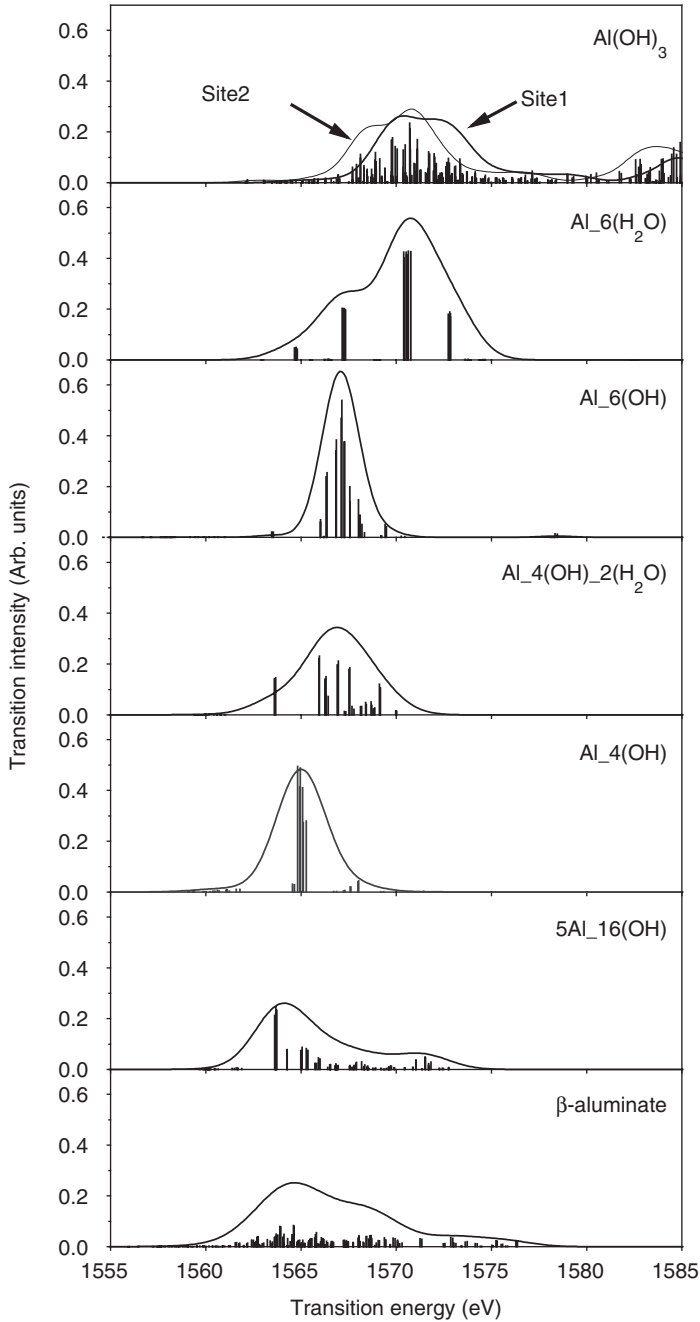 0.6
Al(OH)3
0.4
Site2
Site1
0.2
0.0
Al_6(H2O)
0.6
0.4
0.2
0.0
0.6
Al_6(OH)
0.4
0.2
0.0
0.6
Al_4(OH)_2(H2O)
0.4
0.2
0.0
0.6
Al_4(OH)
0.4
0.2
0.0
0.6
5Al_16(OH)
0.4
0.2
0.0
0.6
β-aluminate
0.4
0.2
0.0
1555 1560 1565 1570 1575 1580 1585
Transition energy (eV)
Transition intensity (Arb. units)